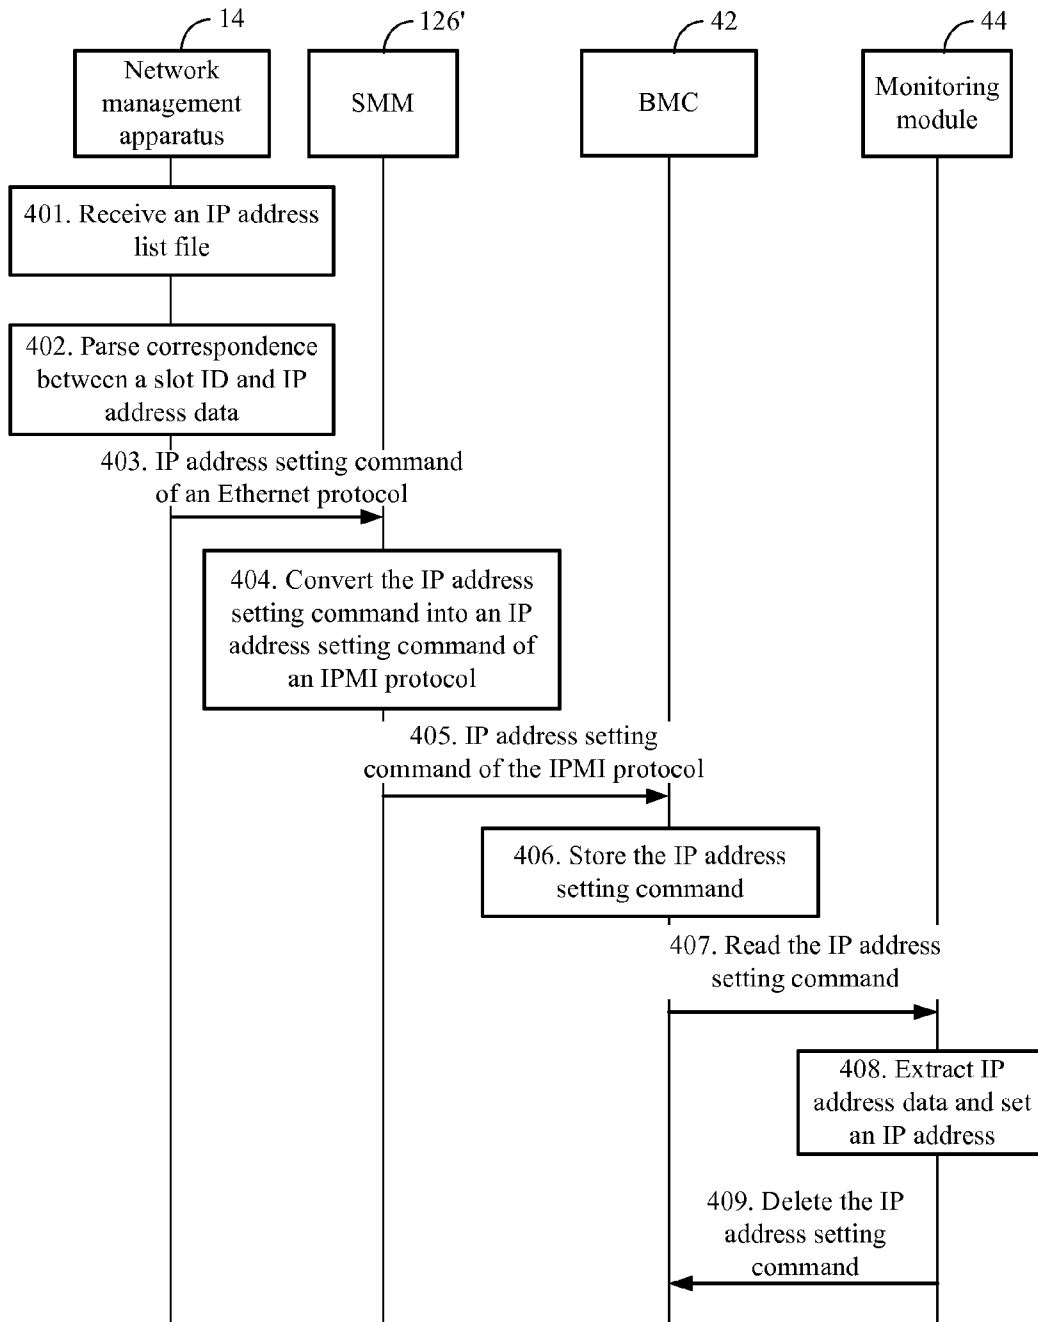 14
126'
42
44
Network
management
apparatus
SMM
BMC
Monitoring
module
401. Receive an IP address
list file
402. Parse correspondence
between a slot ID and IP
address data
403. IP address setting command
of an Ethernet protocol
404. Convert the IP address
setting command into an IP
address setting command of
an IPMI protocol
405. IP address setting
command of the IPMI protocol
406. Store the IP address
setting command
407. Read the IP address
setting command
408. Extract IP
address data and set
an IP address
409. Delete the IP
address setting
command